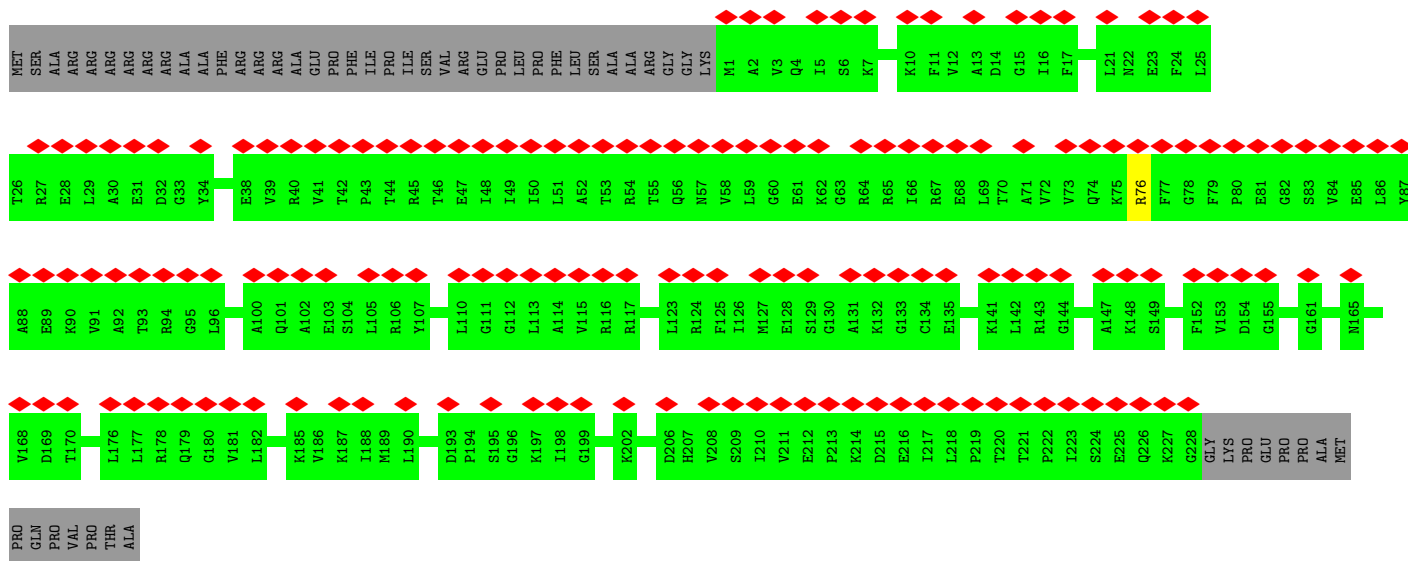 MET SER ALA ARG ARG ARG ARG ARG ARG ALA ALA PHE ARG ARG ARG ALA GLU PRO PHE ILE PRO ILE SER VAL ARG GLU PRO LEU PRO PHE LEU SER ALA ALA ARG GLY GLY LYS M1 A2 V3 Q4 I5 S6 K7 K10 F11 V12 A13 D14 G15 I16 F17 L21 N22 E23 F24 L25
T26 R27 E28 L29 A30 E31 D32 G33 Y34 E38 V39 R40 V41 T42 P43 T44 R45 T46 E47 I48 I49 I50 L51 A52 T53 R54 T55 Q56 N57 V58 L59 G60 E61 K62 G63 R64 R65 I66 R67 E68 L69 T70 A71 V72 V73 Q74 K75 R76 F77 G78 F79 P80 E81 G82 S83 V84 E85 L86 Y87
A88 E89 K90 V91 A92 T93 R94 G95 L96 A100 Q101 A102 E103 S104 L105 R106 Y107 L110 G111 G112 L113 A114 V115 R116 R117 L123 R124 F125 I126 M127 E128 S129 G130 A131 K132 G133 C134 E135 K141 L142 R143 G144 A147 K148 S149 F152 V153 D154 G155 G161 N165
V168 D169 T170 L176 L177 R178 Q179 G180 V181 L182 K185 V186 K187 I188 M189 L190 D193 P194 S195 G196 K197 I198 G199 K202 D206 H207 V208 S209 I210 V211 E212 P213 K214 D215 E216 I217 L218 P219 T220 T221 P222 I223 S224 E225 Q226 K227 G228 GLY LYS PRO GLU PRO PRO ALA MET
PRO GLN PRO VAL PRO THR ALA